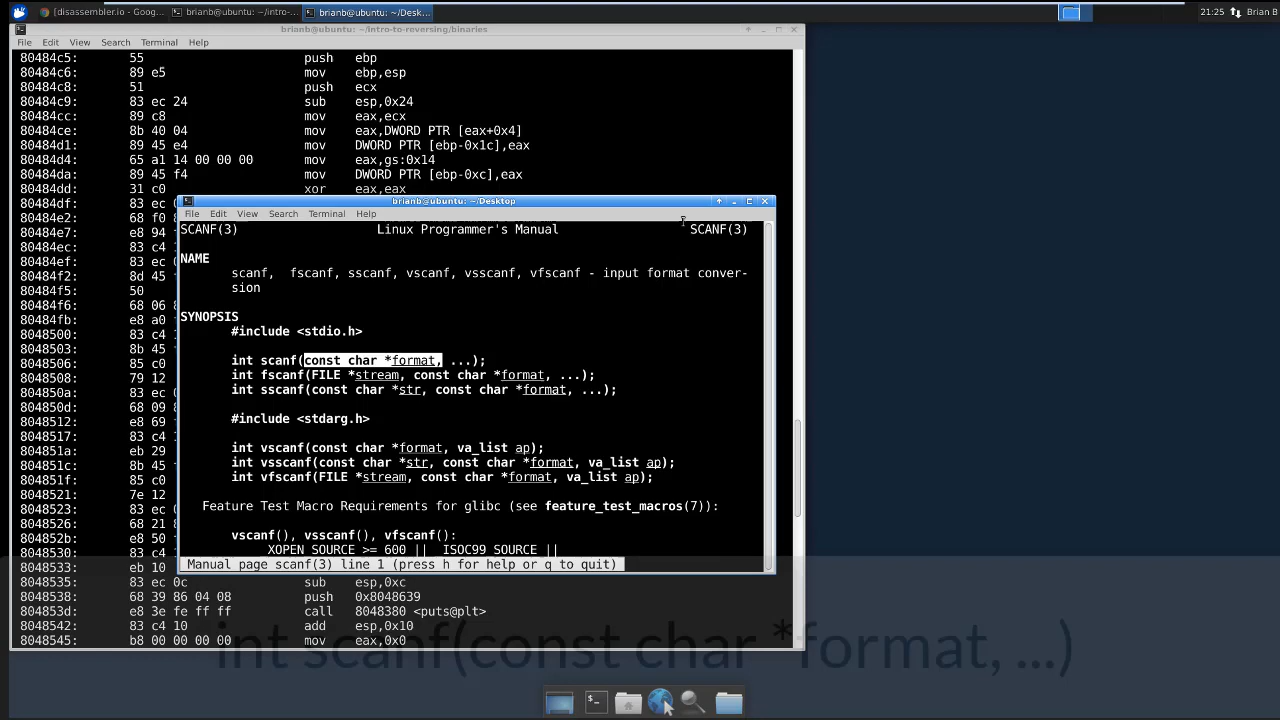 [disassembler.io - Goog...
brianb@ubuntu: ~/intro-...
brianb@ubuntu: ~/Desk...
21:25
Brian B
brianb@ubuntu: ~/intro-to-reversing/binaries
File Edit View Search Terminal Help
80484c5: 55 push ebp
80484c6: 89 e5 mov ebp,esp
80484c8: 51 push ecx
80484c9: 83 ec 24 sub esp,0x24
80484cc: 89 c8 mov eax,ecx
80484ce: 8b 40 04 mov eax,DWORD PTR [eax+0x4]
80484d1: 89 45 e4 mov DWORD PTR [ebp-0x1c],eax
80484d4: 65 a1 14 00 00 00 mov eax,gs:0x14
80484da: 89 45 f4 mov DWORD PTR [ebp-0xc],eax
80484dd: 31 c0 xor eax,eax
80484df: 83 ec
80484e2: 68 f0
80484e7: e8 94
80484ec: 83 c4
80484ef: 83 ec
80484f2: 8d 45
80484f5: 50
80484f6: 68 06
80484fb: e8 a0
8048500: 83 c4
8048503: 8b 45
8048506: 85 c0
8048508: 79 12
804850a: 83 ec
804850d: 68 09
8048512: e8 69
8048517: 83 c4
804851a: eb 29
804851c: 8b 45
804851f: 85 c0
8048521: 7e 12
8048523: 83 ec
8048526: 68 21
804852b: e8 50
8048530: 83 c4
8048533: eb 10
8048535: 83 ec 0c sub esp,0xc
8048538: 68 39 86 04 08 push 0x8048639
804853d: e8 3e fe ff ff call 8048380 <puts@plt>
8048542: 83 c4 10 add esp,0x10
8048545: b8 00 00 00 00 mov eax,0x0
brianb@ubuntu: ~/Desktop
File Edit View Search Terminal Help
SCANF(3) Linux Programmer's Manual SCANF(3)
NAME
scanf, fscanf, sscanf, vscanf, vsscanf, vfscanf - input format conver-
sion
SYNOPSIS
#include <stdio.h>
int scanf(const char *format, ...);
int fscanf(FILE *stream, const char *format, ...);
int sscanf(const char *str, const char *format, ...);
#include <stdarg.h>
int vscanf(const char *format, va_list ap);
int vsscanf(const char *str, const char *format, va_list ap);
int vfscanf(FILE *stream, const char *format, va_list ap);
Feature Test Macro Requirements for glibc (see feature_test_macros(7)):
vscanf(), vsscanf(), vfscanf():
XOPEN SOURCE >= 600 || ISOC99 SOURCE ||
Manual page scanf(3) line 1 (press h for help or q to quit)
int scanf(const char *format, ...)